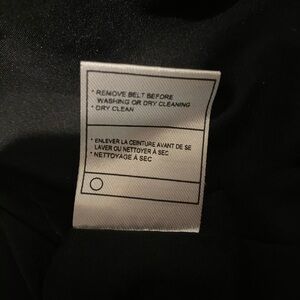 * REMOVE BELT BEFORE
WASHING OR DRY CLEANING
* DRY CLEAN
* ENLEVER LA CEINTURE AVANT DE SE
LAVER OU NETTOYER À SEC
* NETTOYAGE À SEC